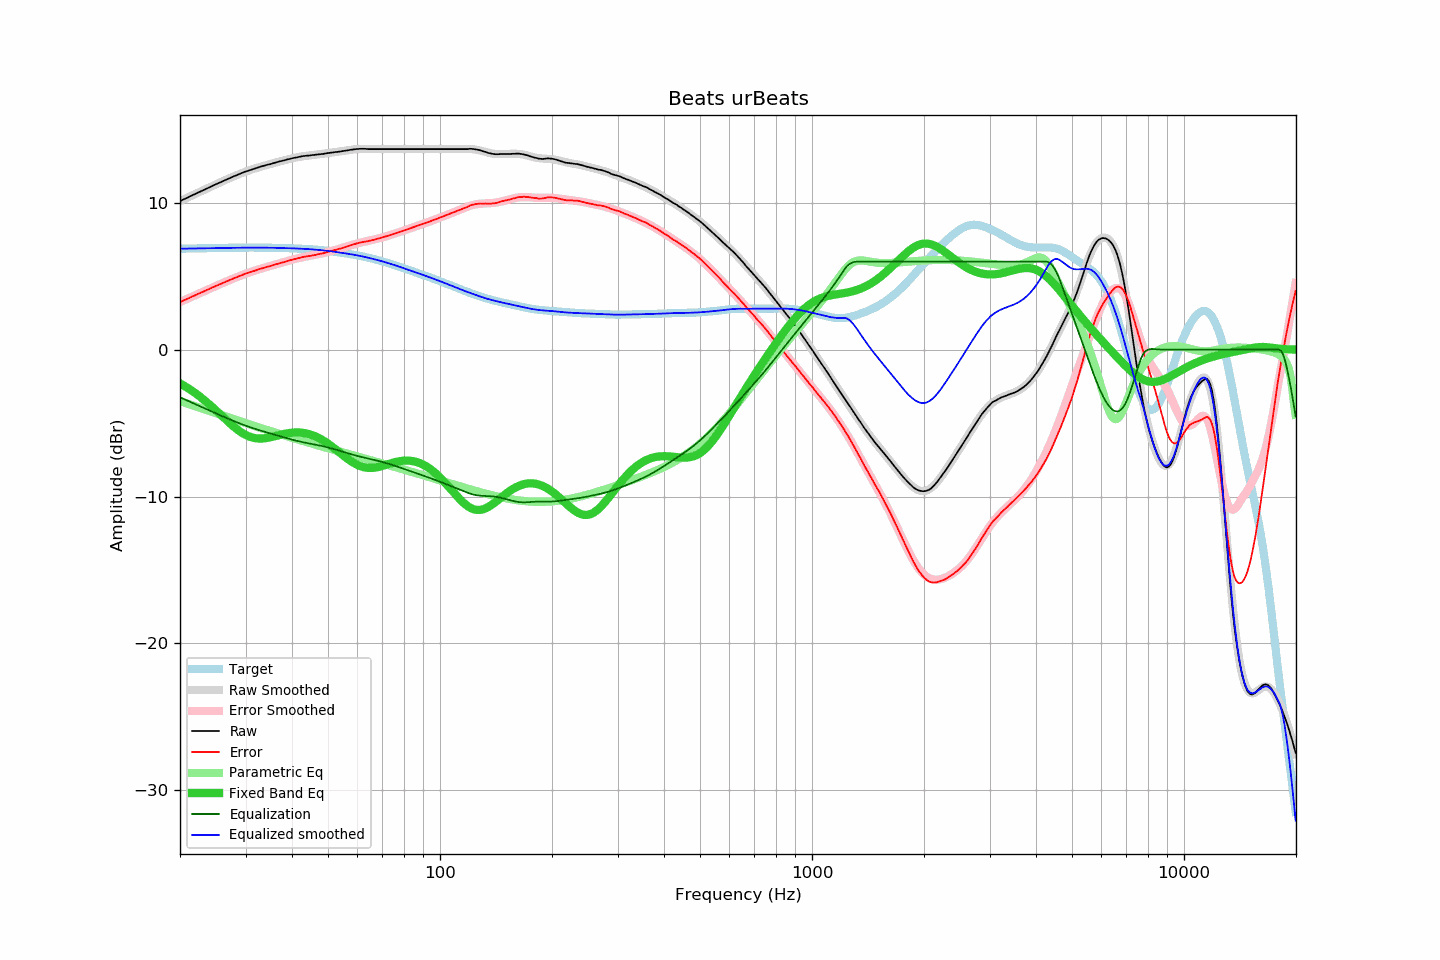 Beats urBeats
10
0
−10
−20
−30
Amplitude (dBr)
Target
Raw Smoothed
Error Smoothed
Raw
Error
Parametric Eq
Fixed Band Eq
Equalization
Equalized smoothed
100
1000
10000
Frequency (Hz)